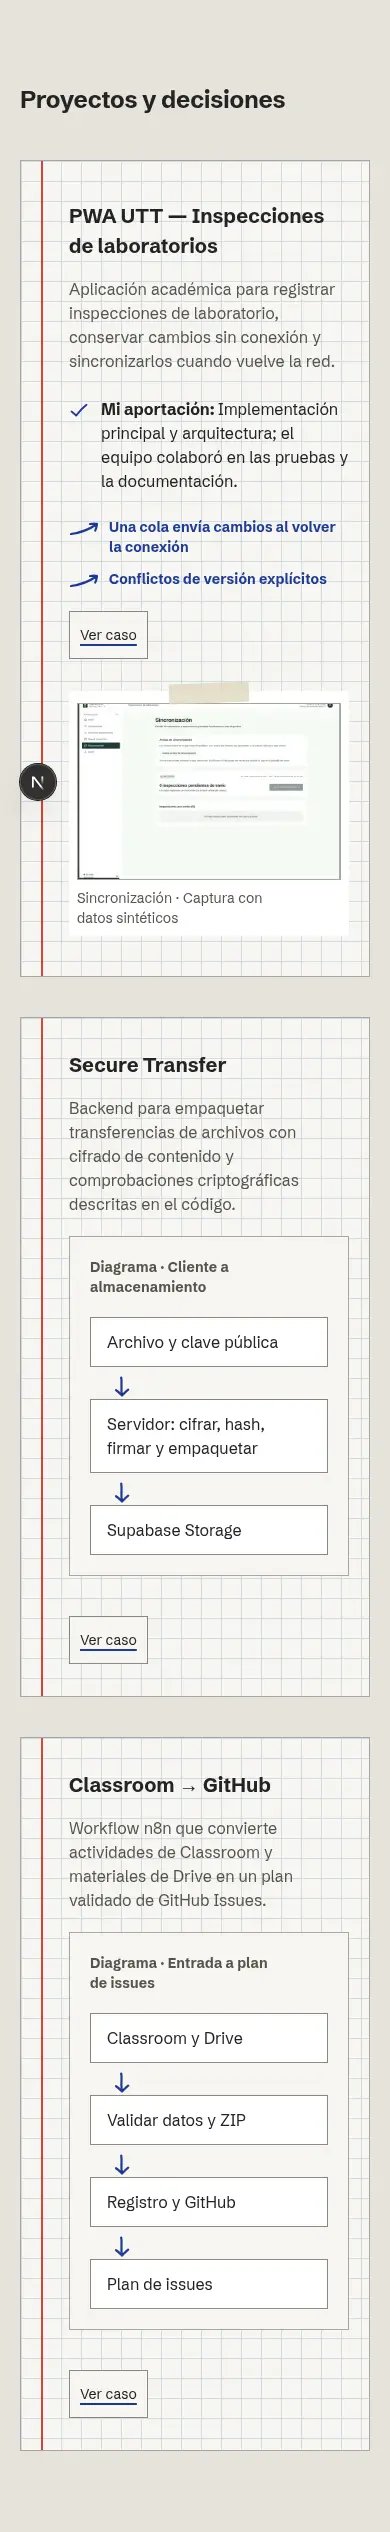 Proyectos y decisiones
PWA UTT — Inspecciones
de laboratorios
Aplicación académica para registrar
inspecciones de laboratorio,
conservar cambios sin conexión y
sincronizarlos cuando vuelve la red.
Mi aportación: Implementación
principal y arquitectura; el
equipo colaboró en las pruebas y
la documentación.
Una cola envía cambios al volver
la conexión
Conflictos de versión explícitos
Ver caso
Sincronización
N
Sincronización · Captura con
datos sintéticos
Secure Transfer
Backend para empaquetar
transferencias de archivos con
cifrado de contenido y
comprobaciones criptográficas
descritas en el código.
Diagrama · Cliente a
almacenamiento
Archivo y clave pública
Servidor: cifrar, hash,
firmar y empaquetar
Supabase Storage
Ver caso
Classroom → GitHub
Workflow n8n que convierte
actividades de Classroom y
materiales de Drive en un plan
validado de GitHub Issues.
Diagrama · Entrada a plan
de issues
Classroom y Drive
Validar datos y ZIP
Registro y GitHub
Plan de issues
Ver caso